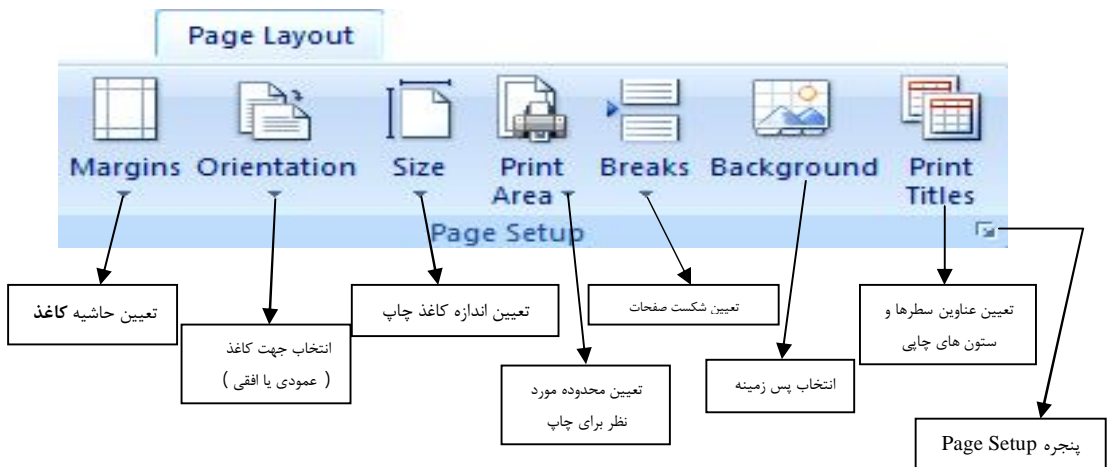 Page Layout
Margins
Orientation
Size
Print
Area
Breaks
Background
Print
Titles
Page Setup
تعیین حاشیه کاغذ
انتخاب جهت کاغذ
( عمودی یا افقی )
تعیین اندازه کاغذ چاپ
تعیین محدوده مورد
نظر برای چاپ
تعیین شکست صفحات
انتخاب پس زمینه
تعیین عناوین سطرها و
ستون های چاپی
پنجره Page Setup